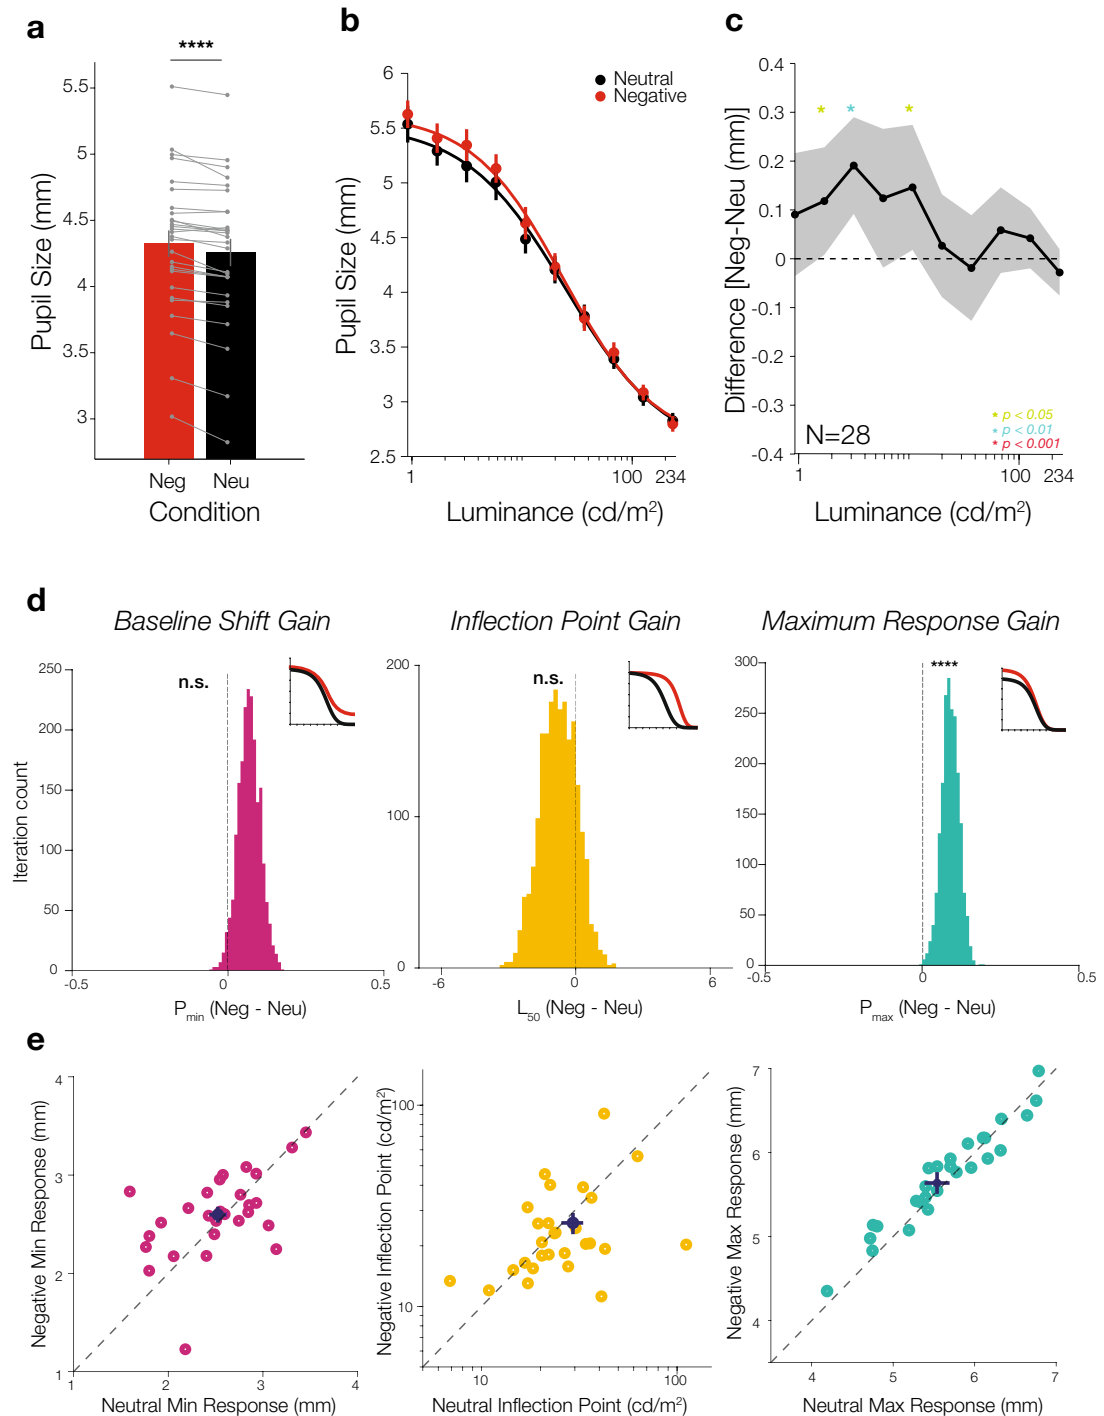 a
****
Pupil Size (mm)
5.5
5
4.5
4
3.5
3
Neg
Neu
Condition
b
Neutral
Negative
Pupil Size (mm)
6
5.5
5
4.5
4
3.5
3
2.5
1
100
234
Luminance (cd/m²)
c
Difference [Neg-Neu (mm)]
0.4
0.3
0.2
0.1
0
-0.1
-0.2
-0.3
-0.4
* * *
* p < 0.05
* p < 0.01
* p < 0.001
N=28
1
100
234
Luminance (cd/m²)
d
Baseline Shift Gain
n.s.
Iteration count
250
200
150
100
50
0
-0.5
0
0.5
Pmin (Neg - Neu)
Inflection Point Gain
n.s.
200
100
0
-6
0
6
L50 (Neg - Neu)
Maximum Response Gain
****
300
250
200
150
100
50
0
-0.5
0
0.5
Pmax (Neg - Neu)
e
Negative Min Response (mm)
4
3
2
1
1
2
3
4
Neutral Min Response (mm)
Negative Inflection Point (cd/m²)
100
10
10
100
Neutral Inflection Point (cd/m²)
Negative Max Response (mm)
7
6
5
4
4
5
6
7
Neutral Max Response (mm)